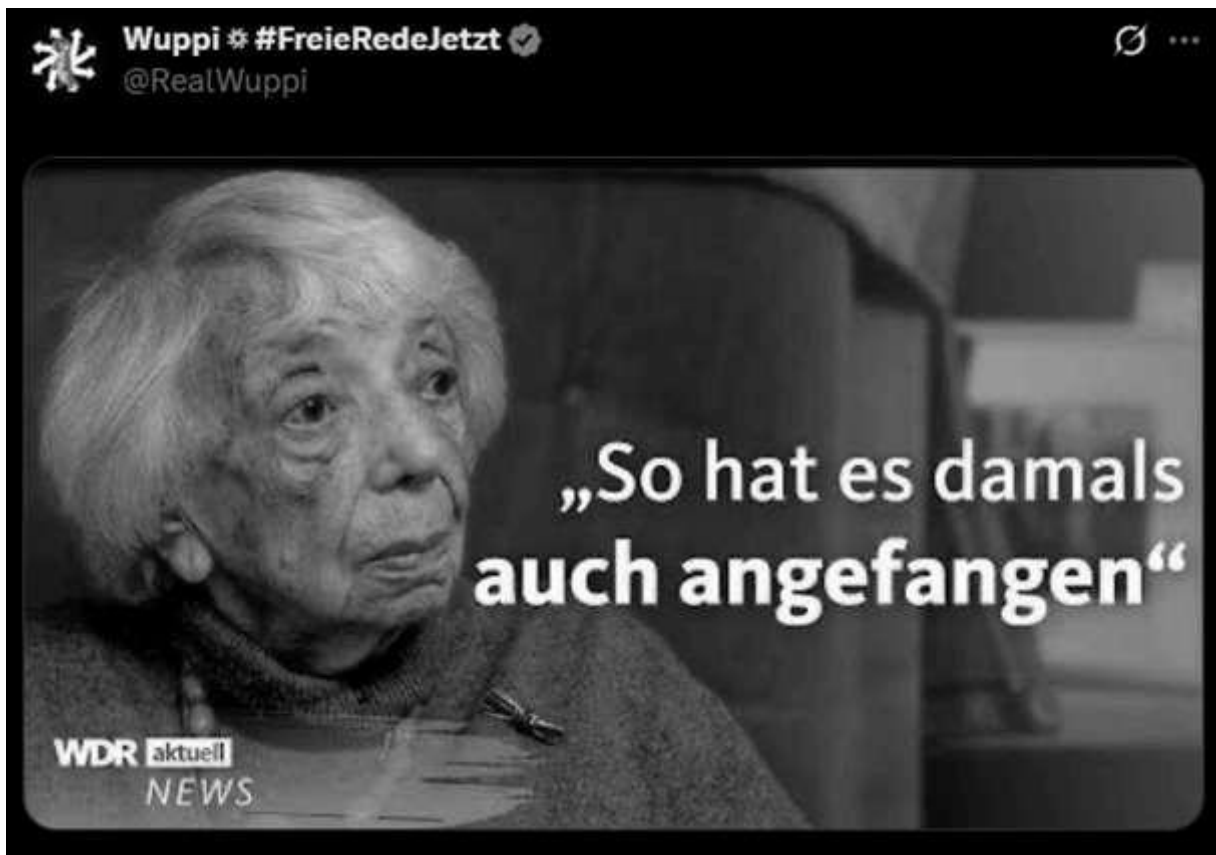 Wuppi #FreieRedeJetzt
@RealWuppi
„So hat es damals
auch angefangen“
WDR aktuell
NEWS